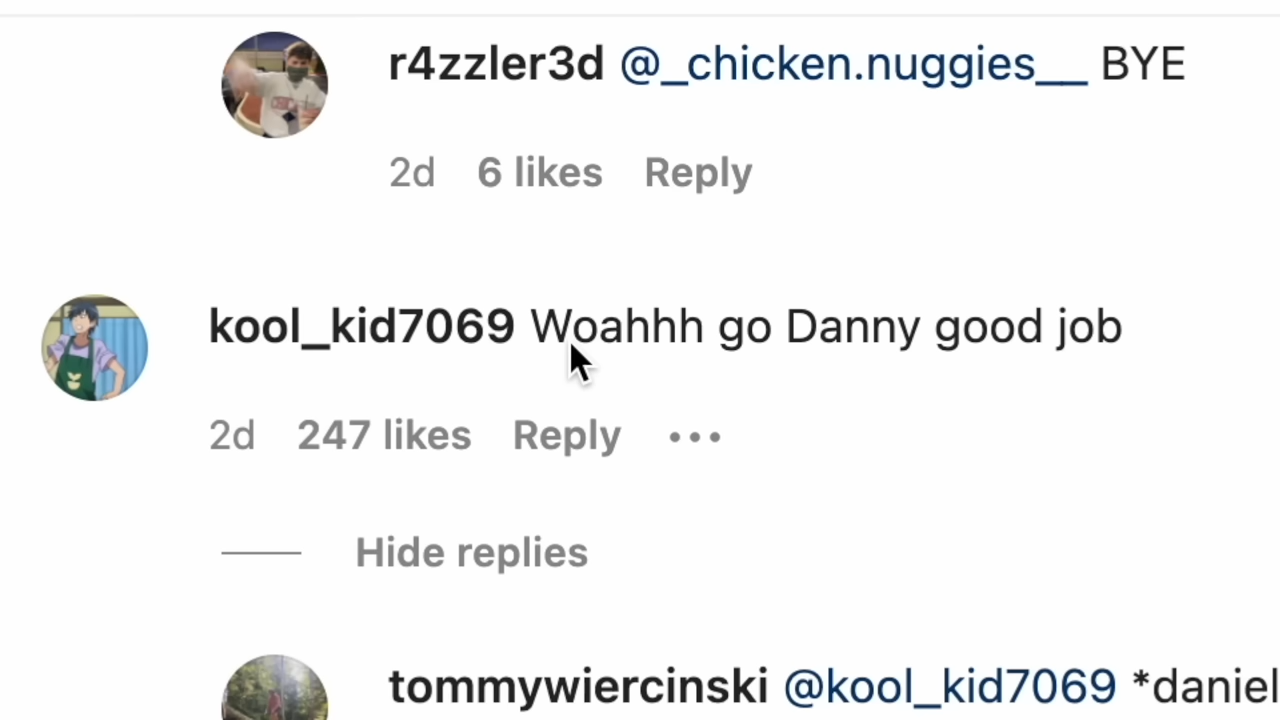 r4zzler3d @_chicken.nuggies__ BYE
2d 6 likes Reply
kool_kid7069 Woahhh go Danny good job
2d 247 likes Reply •••
Hide replies
tommywiercinski @kool_kid7069 *daniel